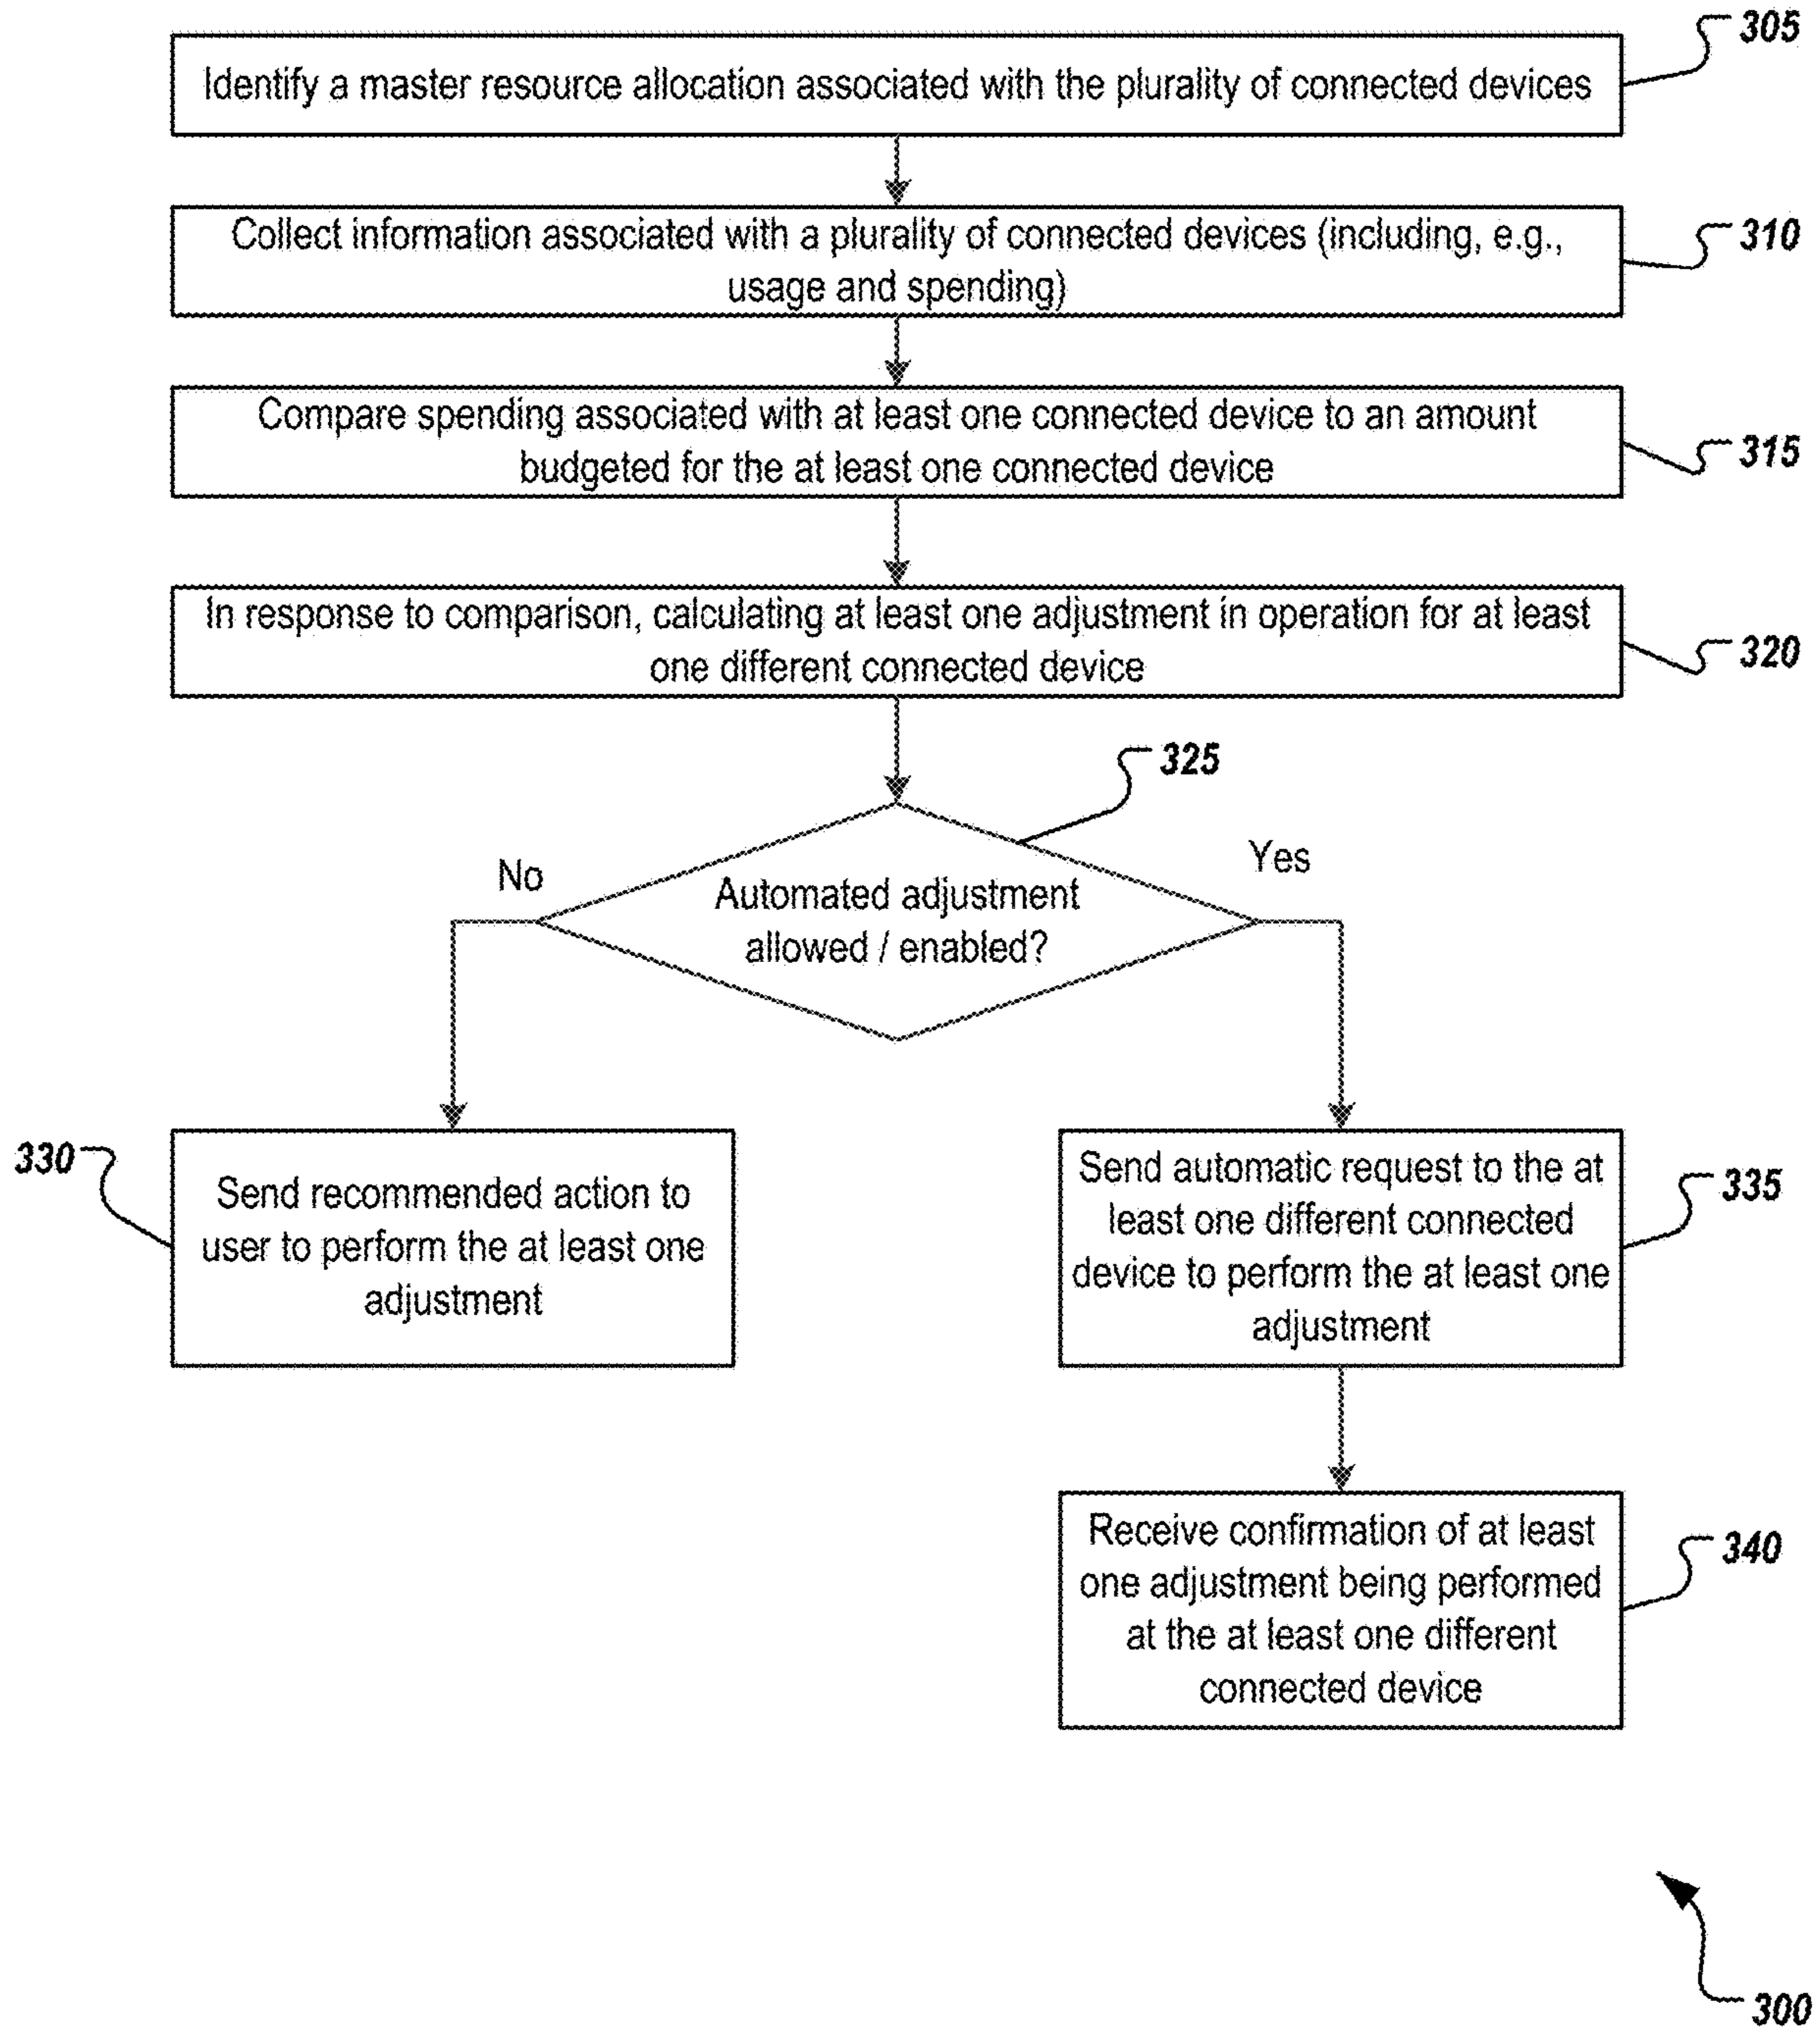 305
Identify a master resource allocation associated with the plurality of connected devices
310
Collect information associated with a plurality of connected devices (including, e.g.,
usage and spending)
315
Compare spending associated with at least one connected device to an amount
budgeted for the at least one connected device
320
In response to comparison, calculating at least one adjustment in operation for at least
one different connected device
325
No
Yes
Automated adjustment
allowed / enabled?
330
Send recommended action to
user to perform the at least one
adjustment
335
Send automatic request to the at
least one different connected
device to perform the at least one
adjustment
340
Receive confirmation of at least
one adjustment being performed
at the at least one different
connected device
300